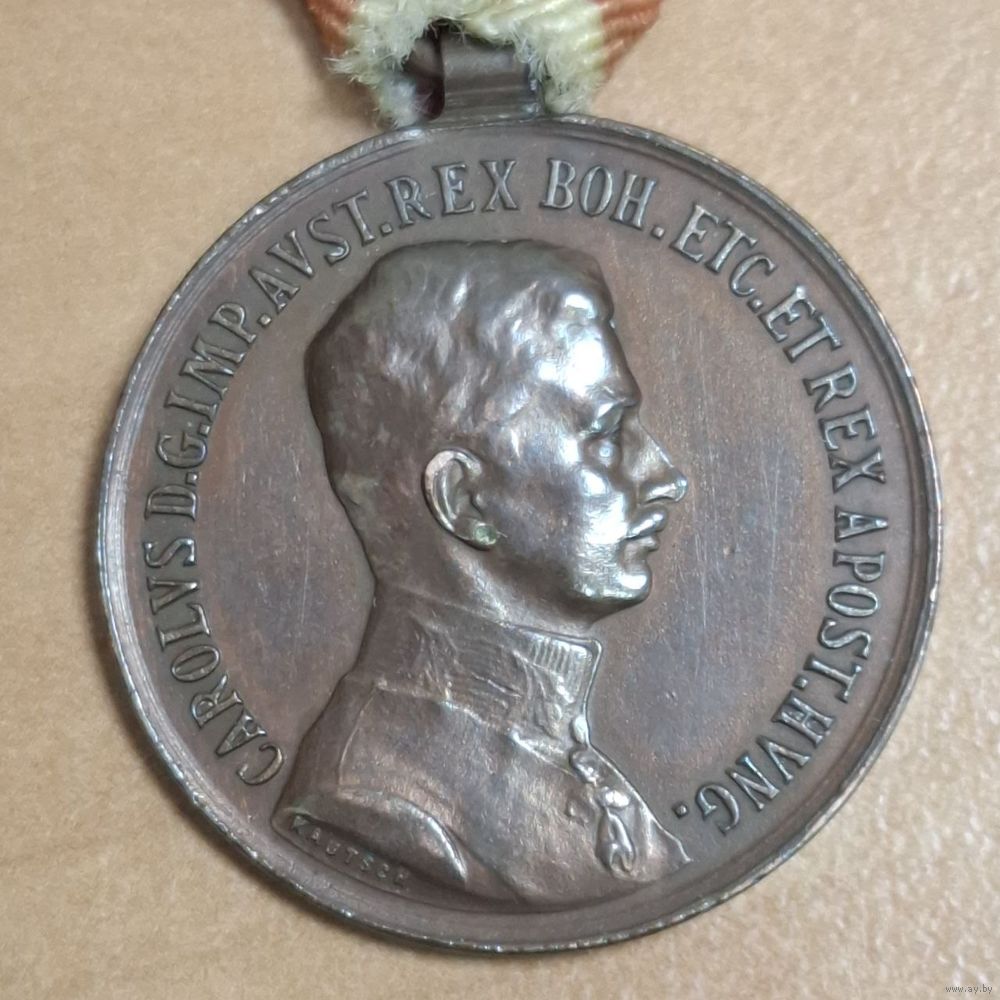 CAROLVS D.G.IMP.AVST.REX BOH.ETC.ET REX APOST.HVNG.
KAUTSCH
www.ay.by